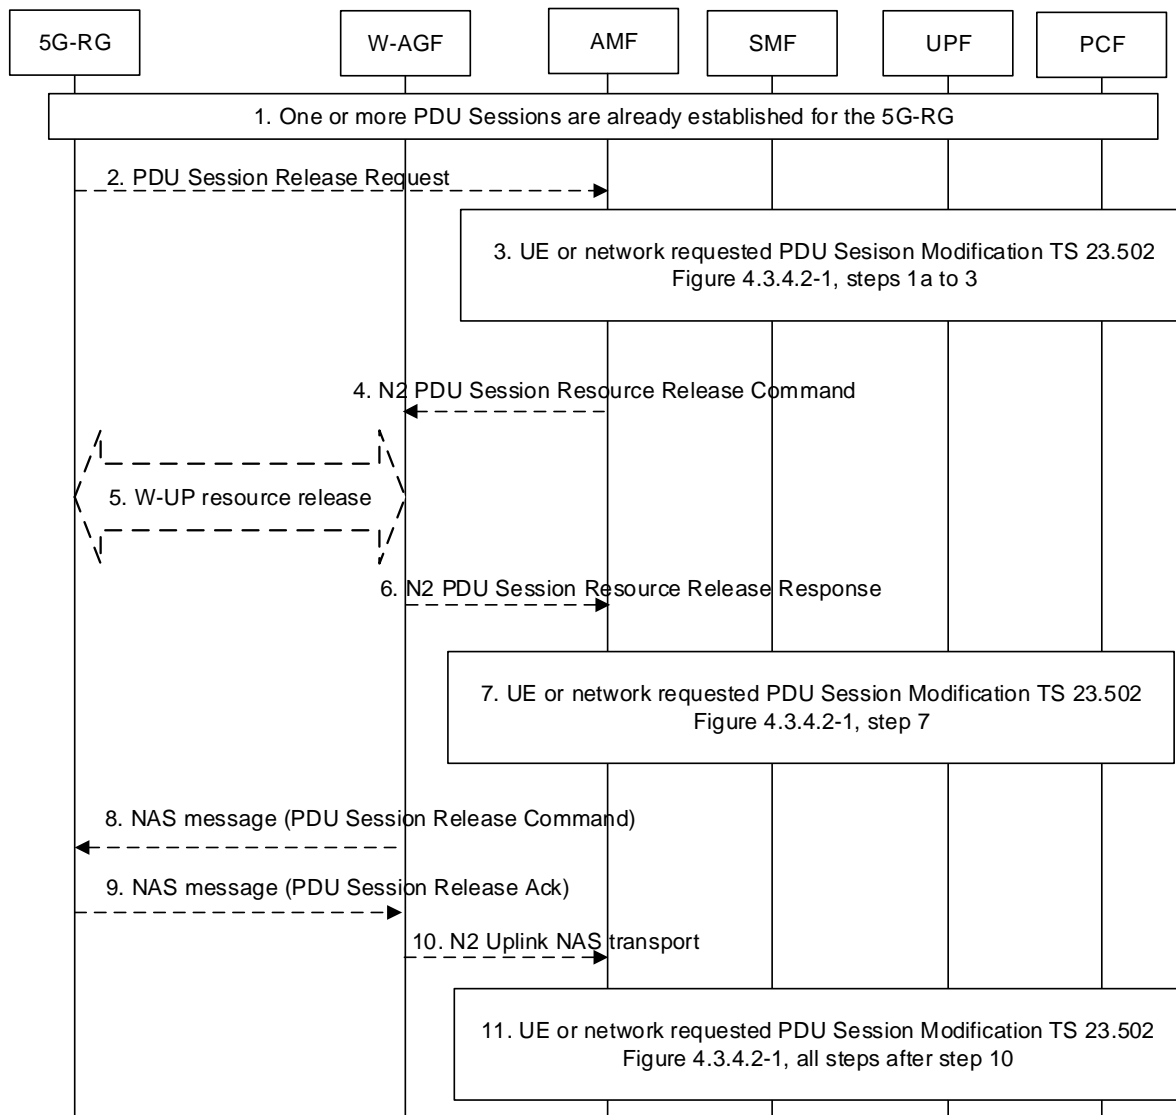 5G-RG
W-AGF
AMF
SMF
UPF
PCF
1. One or more PDU Sessions are already established for the 5G-RG
2. PDU Session Release Request
3. UE or network requested PDU Sesison Modification TS 23.502
Figure 4.3.4.2-1, steps 1a to 3
4. N2 PDU Session Resource Release Command
5. W-UP resource release
6. N2 PDU Session Resource Release Response
7. UE or network requested PDU Session Modification TS 23.502
Figure 4.3.4.2-1, step 7
8. NAS message (PDU Session Release Command)
9. NAS message (PDU Session Release Ack)
10. N2 Uplink NAS transport
11. UE or network requested PDU Session Modification TS 23.502
Figure 4.3.4.2-1, all steps after step 10